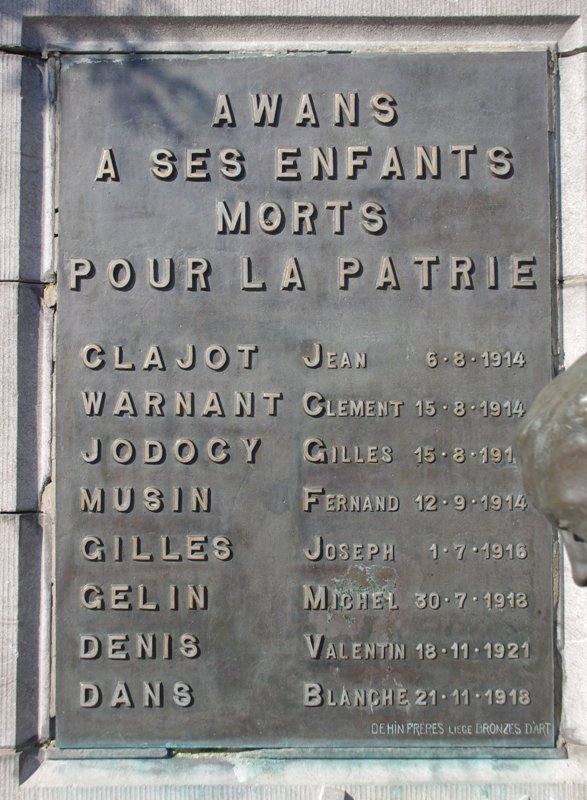 AWANS
A SES ENFANTS
MORTS
POUR LA PATRIE
CLAJOT JEAN 6·8·1914
WARNANT CLEMENT 15·8·1914
JODOCY GILLES 15·8·191
MUSIN FERNAND 12·9·1914
GILLES JOSEPH 1·7·1916
GELIN MICHEL 30·7·1918
DENIS VALENTIN 18·11·1921
DANS BLANCHE 21·11·1918
DEHIN FRÈRES LIEGE BRONZES D'ART